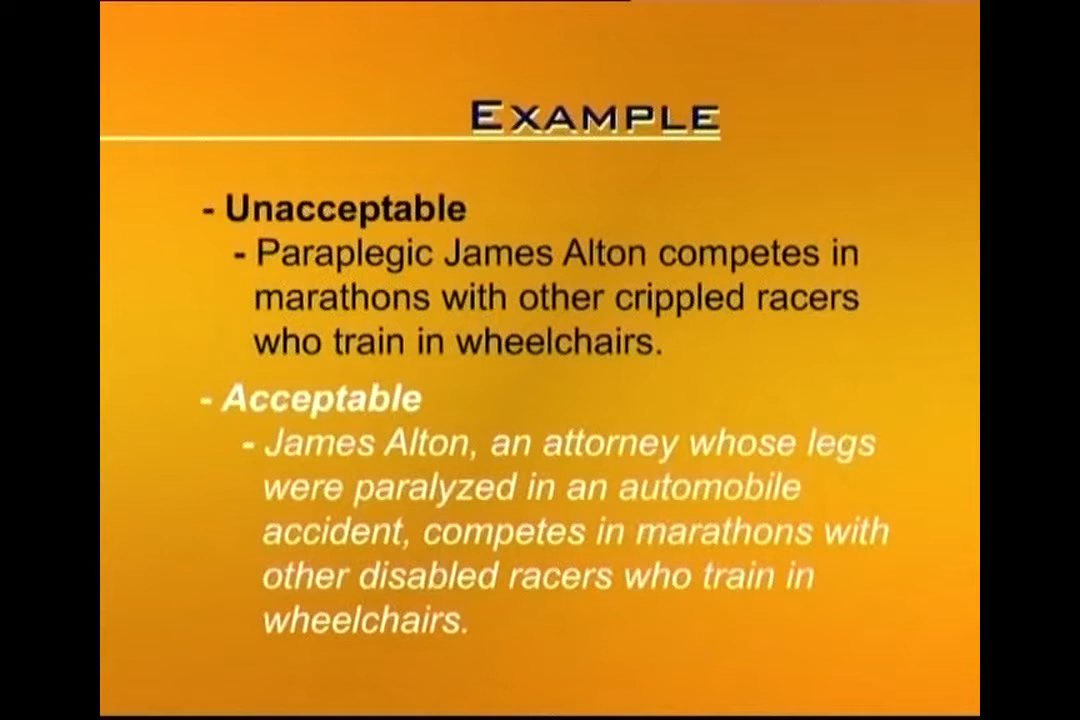 EXAMPLE
- Unacceptable
- Paraplegic James Alton competes in
marathons with other crippled racers
who train in wheelchairs.
- Acceptable
- James Alton, an attorney whose legs
were paralyzed in an automobile
accident, competes in marathons with
other disabled racers who train in
wheelchairs.